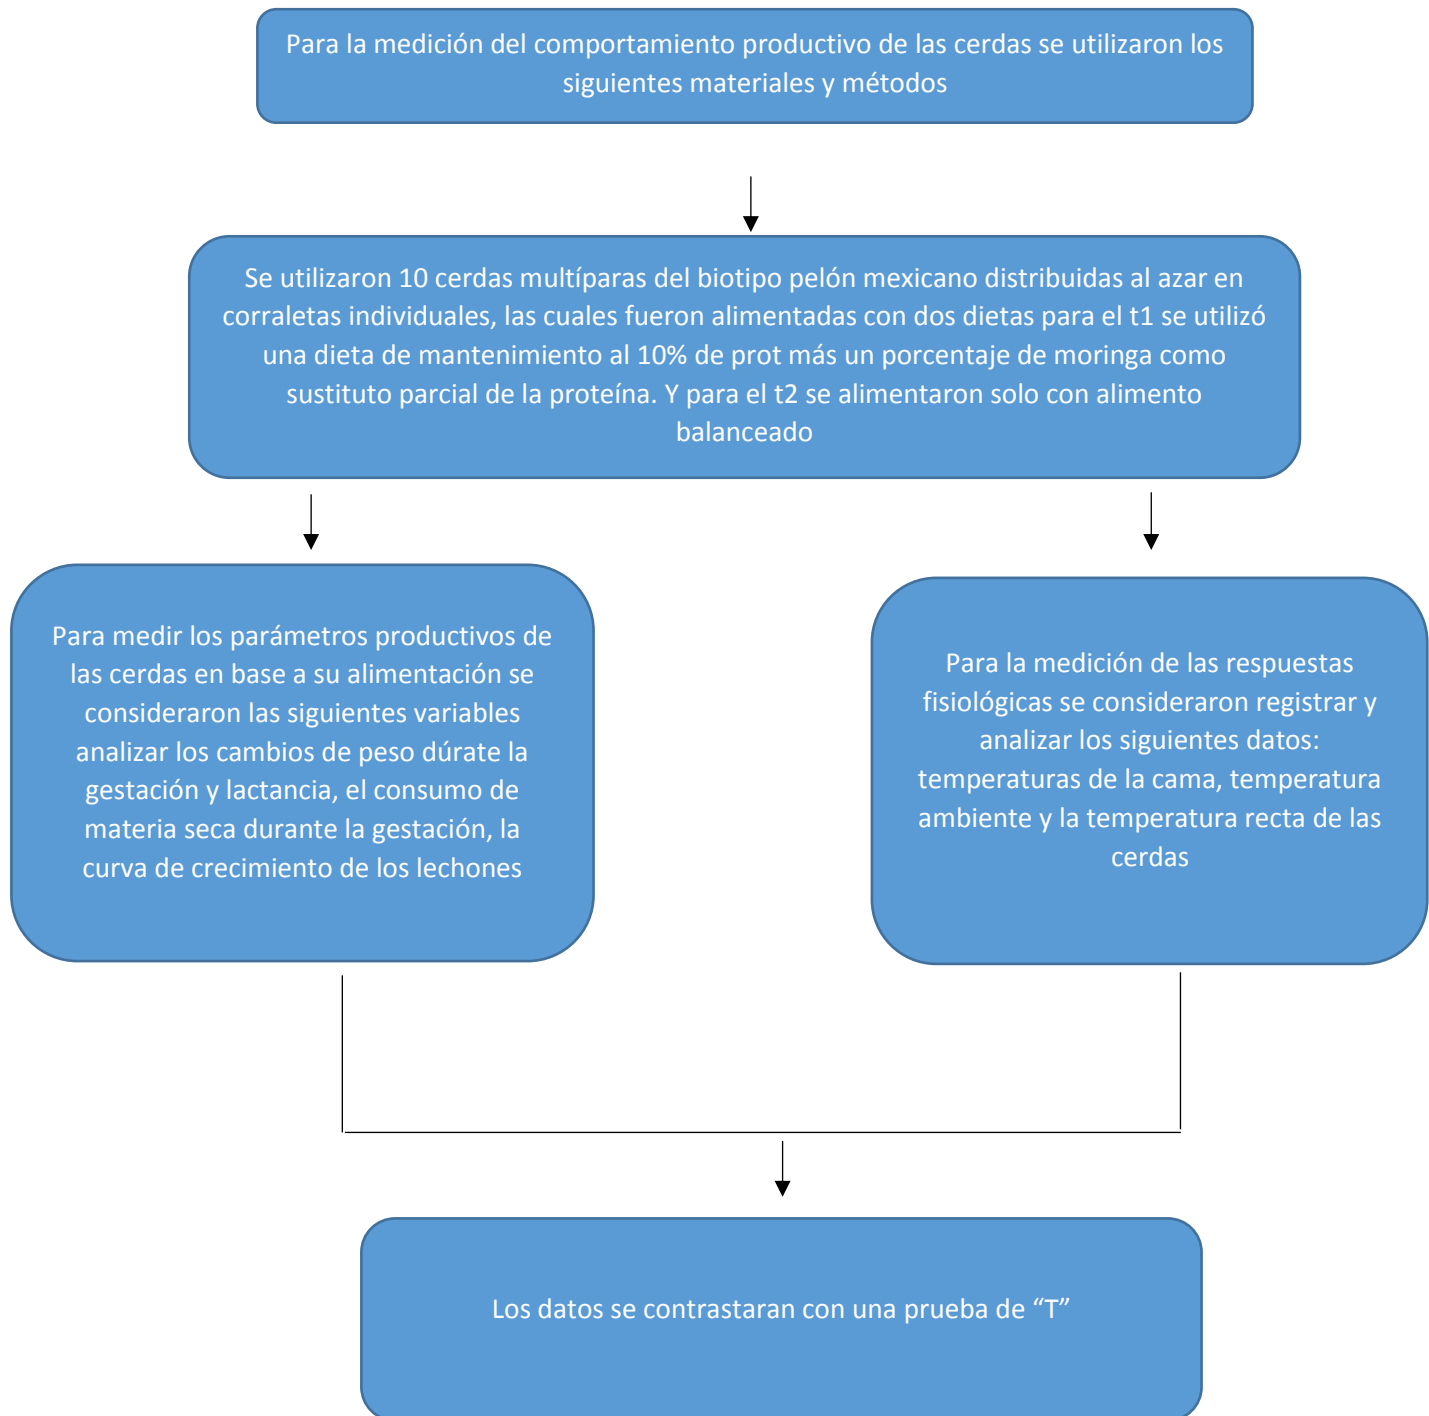 Para la medición del comportamiento productivo de las cerdas se utilizaron los
siguientes materiales y métodos
Se utilizaron 10 cerdas multíparas del biotipo pelón mexicano distribuidas al azar en
corraletas individuales, las cuales fueron alimentadas con dos dietas para el t1 se utilizó
una dieta de mantenimiento al 10% de prot más un porcentaje de moringa como
sustituto parcial de la proteína. Y para el t2 se alimentaron solo con alimento
balanceado
Para medir los parámetros productivos de
las cerdas en base a su alimentación se
consideraron las siguientes variables
analizar los cambios de peso dúrate la
gestación y lactancia, el consumo de
materia seca durante la gestación, la
curva de crecimiento de los lechones
Para la medición de las respuestas
fisiológicas se consideraron registrar y
analizar los siguientes datos:
temperaturas de la cama, temperatura
ambiente y la temperatura recta de las
cerdas
Los datos se contrastaran con una prueba de “T”